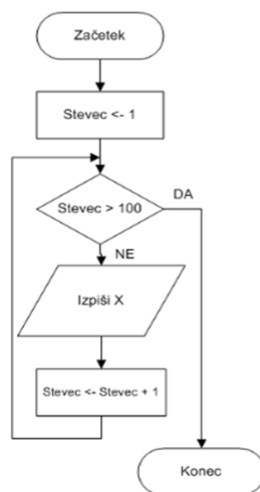 Začetek
Stevec <- 1
Stevec > 100
DA
NE
Izpiši X
Stevec <- Stevec + 1
Konec